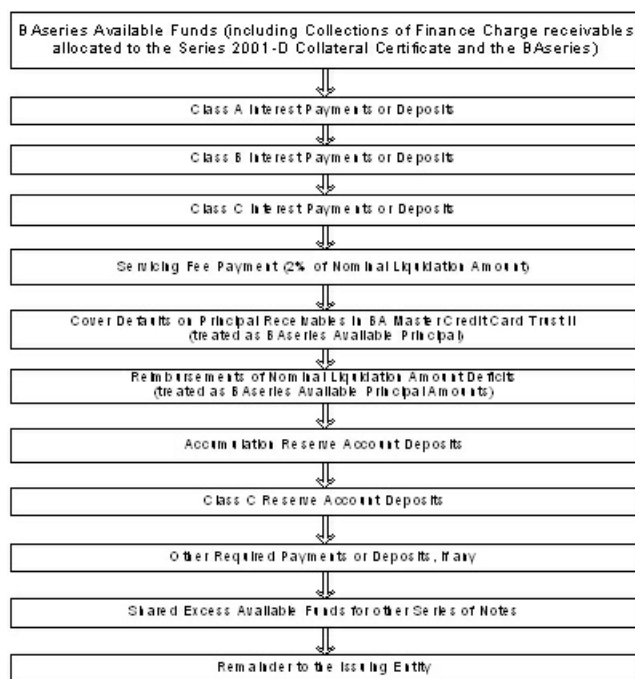 BAseries Available Funds (including Collections of Finance Charge receivables
allocated to the Series 2001-D Collateral Certificate and the BAseries)
Class A Interest Payments or Deposits
Class B Interest Payments or Deposits
Class C Interest Payments or Deposits
Servicing Fee Payment (2% of Nominal Liquidation Amount)
Cover Defaults on Principal Receivables in BA Master Credit Card Trust II
(treated as BAseries Available Principal)
Reimbursements of Nominal Liquidation Amount Deficits
(treated as BAseries Available Principal Amounts)
Accumulation Reserve Account Deposits
Class C Reserve Account Deposits
Other Required Payments or Deposits, if any
Shared Excess Available Funds for other Series of Notes
Remainder to the Issuing Entity